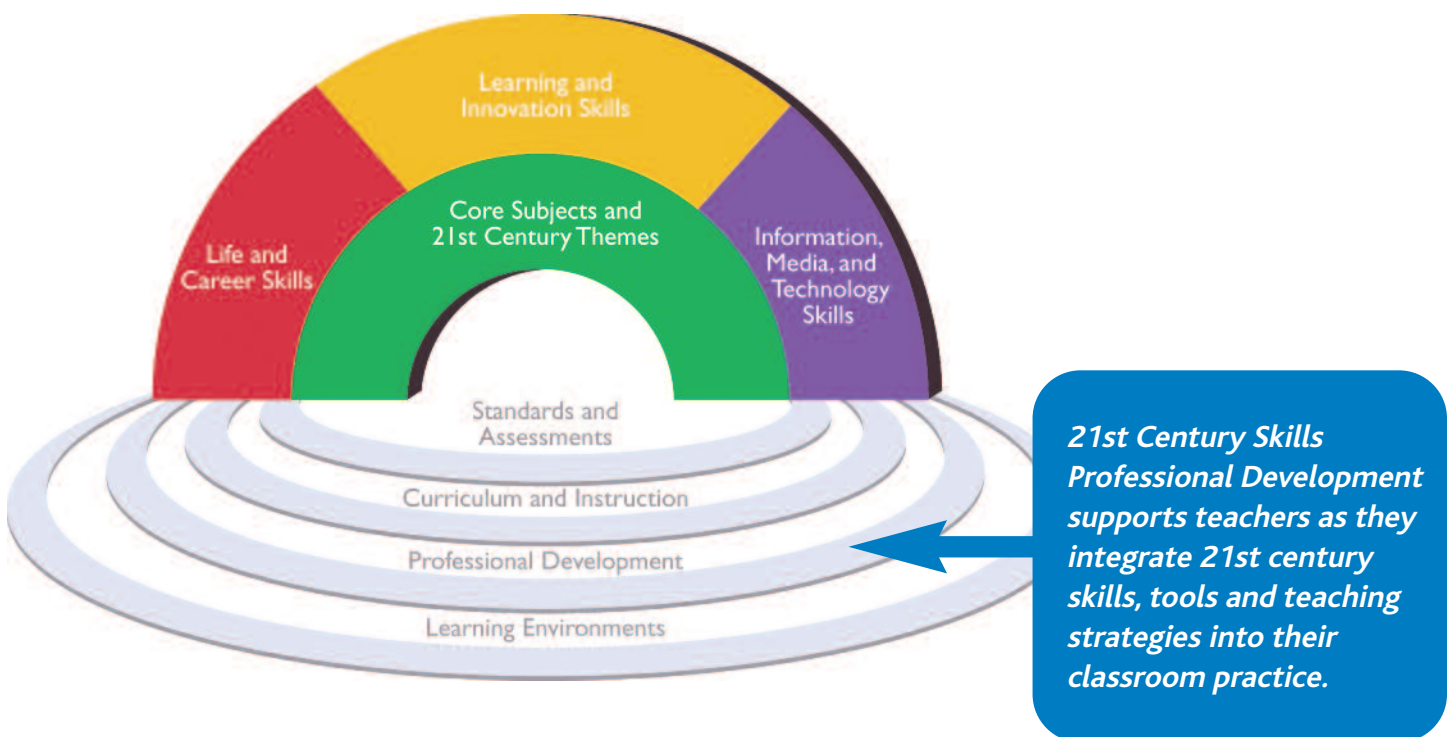 Learning and
Innovation Skills
Core Subjects and
21st Century Themes
Life and
Career Skills
Information,
Media, and
Technology
Skills
Standards and
Assessments
Curriculum and Instruction
Professional Development
Learning Environments
21st Century Skills
Professional Development
supports teachers as they
integrate 21st century
skills, tools and teaching
strategies into their
classroom practice.